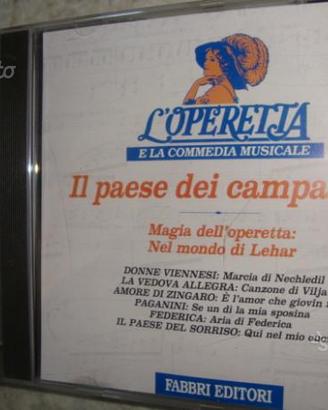 L'OPERETTA
E LA COMMEDIA MUSICALE
Il paese dei campa
Magia dell'operetta:
Nel mondo di Lehar
DONNE VIENNESI: Marcia di Nechledil
LA VEDOVA ALLEGRA: Canzone di Vilja
AMORE DI ZINGARO: È l'amor che giovin
PAGANINI: Se un dì la mia sposina
FEDERICA: Aria di Federica
IL PAESE DEL SORRISO: Qui nel mio cuor
FABBRI EDITORI